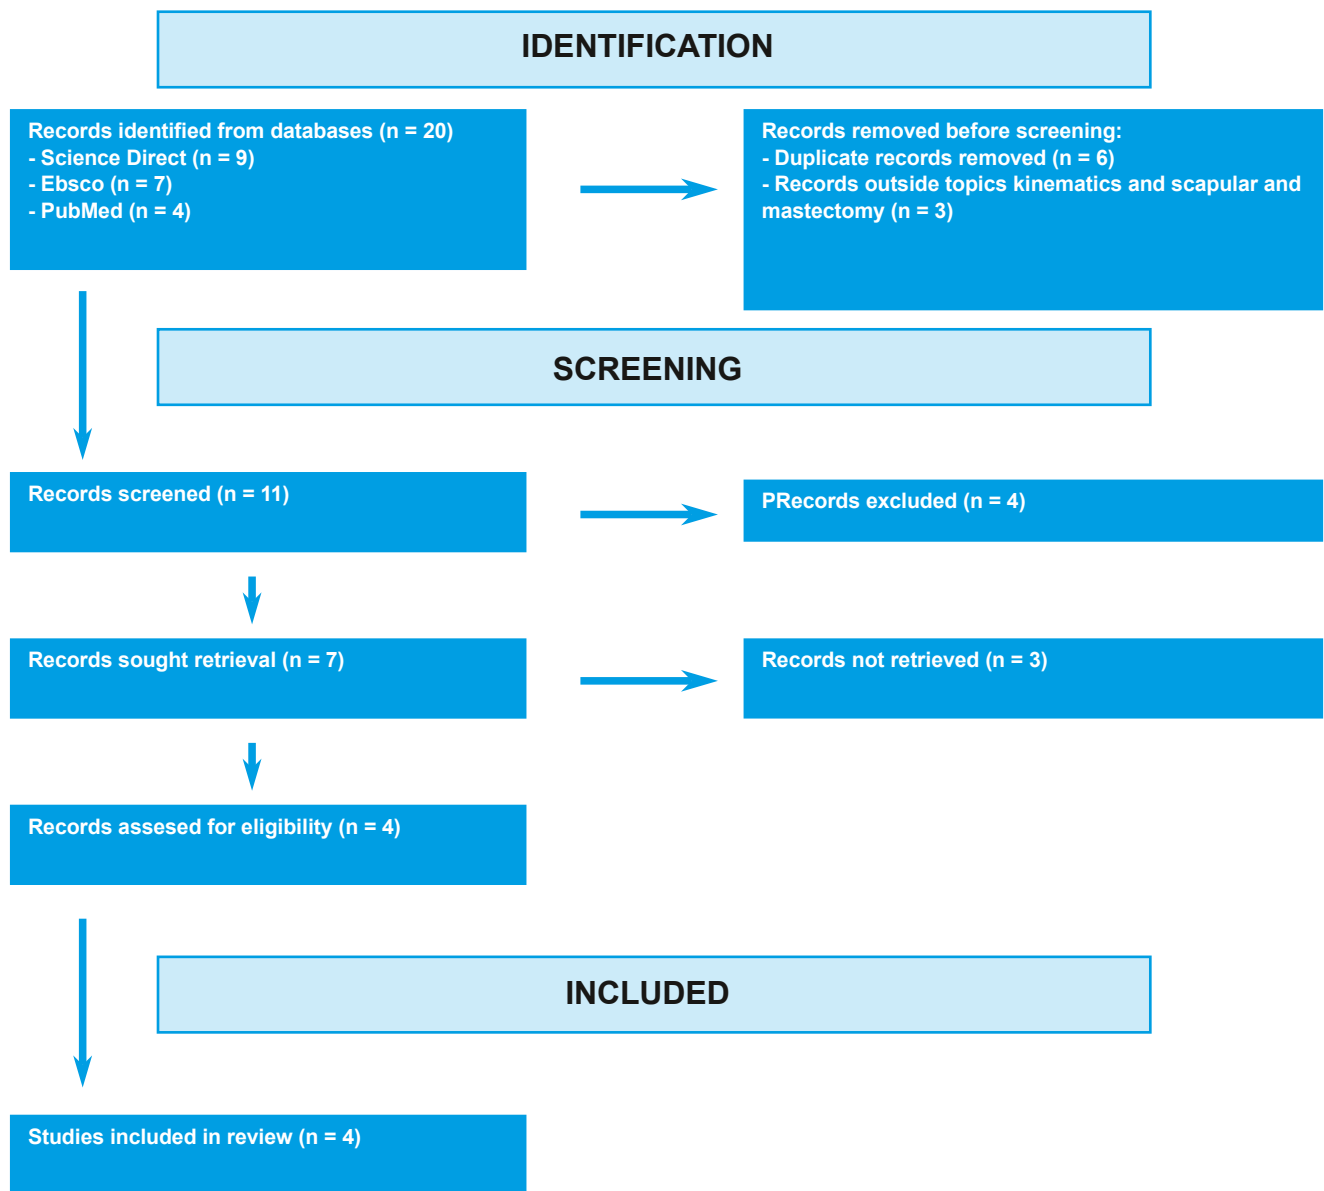 IDENTIFICATION
Records identified from databases (n = 20)
- Science Direct (n = 9)
- Ebsco (n = 7)
- PubMed (n = 4)
Records removed before screening:
- Duplicate records removed (n = 6)
- Records outside topics kinematics and scapular and
mastectomy (n = 3)
SCREENING
Records screened (n = 11)
PRecords excluded (n = 4)
Records sought retrieval (n = 7)
Records not retrieved (n = 3)
Records assesed for eligibility (n = 4)
INCLUDED
Studies included in review (n = 4)